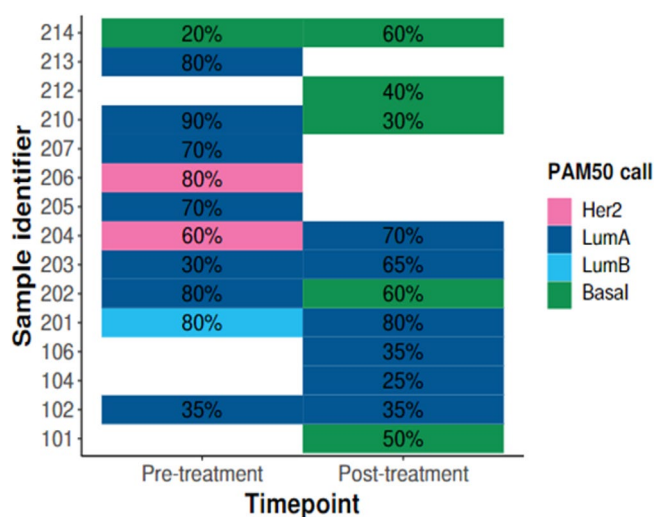 214 20% 60%
213 80%
212 40%
210 90% 30%
207 70%
206 80%
205 70%
204 60% 70%
203 30% 65%
202 80% 60%
201 80% 80%
106 35%
104 25%
102 35% 35%
101 50%
Sample identifier
Pre-treatment Post-treatment
Timepoint
PAM50 call
Her2
LumA
LumB
Basal